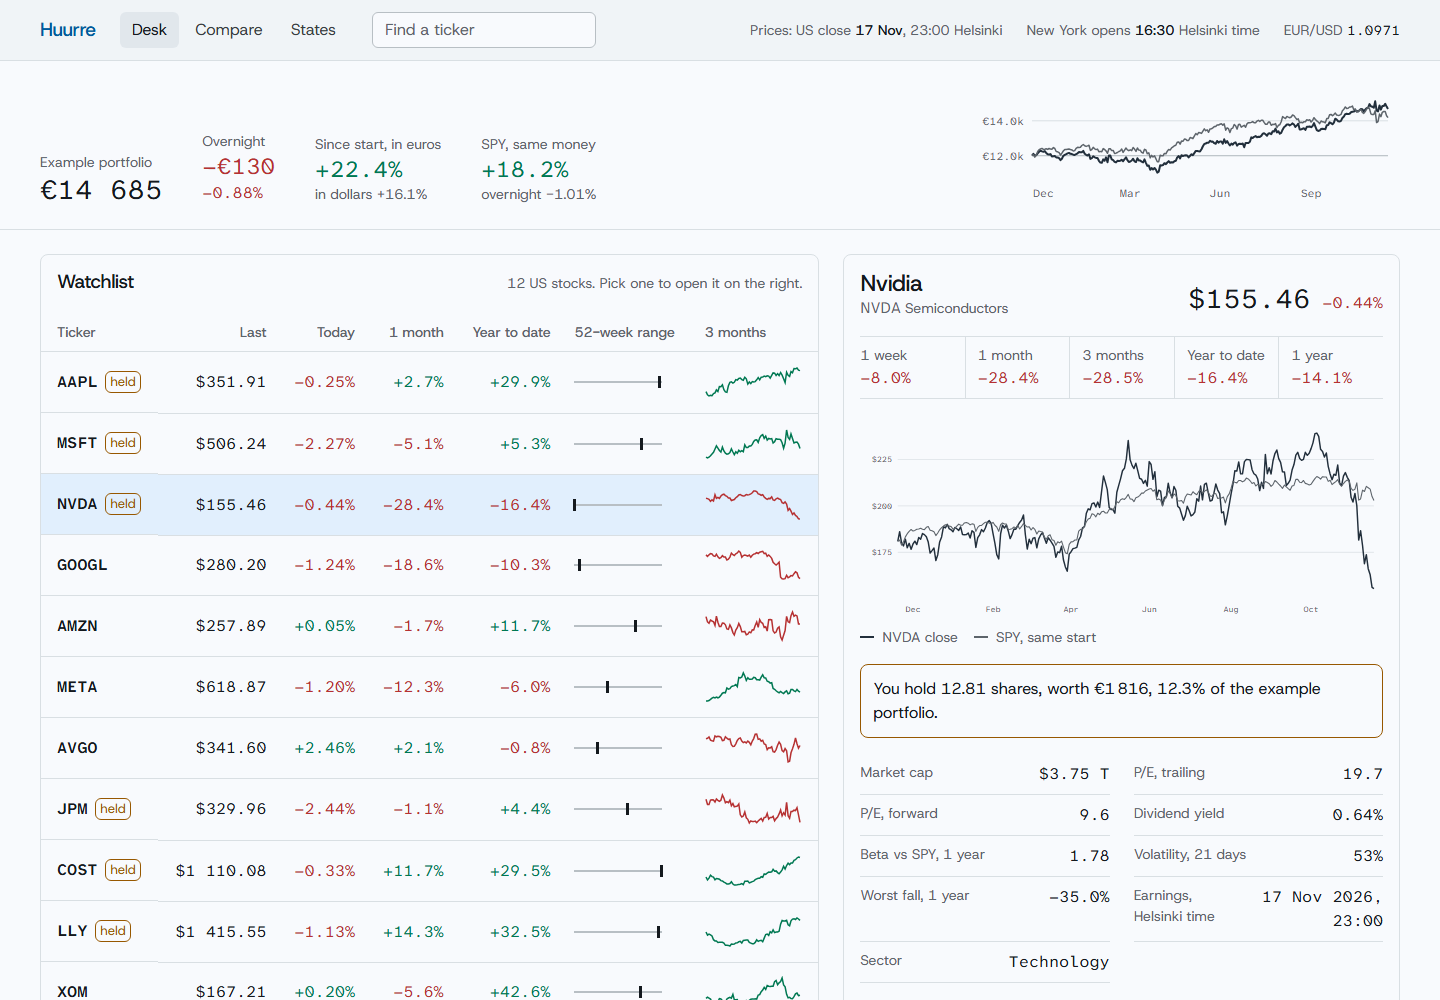 Huurre Desk Compare States Find a ticker Prices: US close 17 Nov, 23:00 Helsinki New York opens 16:30 Helsinki time EUR/USD 1.0971
Example portfolio
€14 685
Overnight
−€130
−0.88%
Since start, in euros
+22.4%
in dollars +16.1%
SPY, same money
+18.2%
overnight −1.01%
€14.0k
€12.0k
Dec Mar Jun Sep
Watchlist
12 US stocks. Pick one to open it on the right.
Ticker Last Today 1 month Year to date 52-week range 3 months
AAPL held $351.91 −0.25% +2.7% +29.9%
MSFT held $506.24 −2.27% −5.1% +5.3%
NVDA held $155.46 −0.44% −28.4% −16.4%
GOOGL $280.20 −1.24% −18.6% −10.3%
AMZN $257.89 +0.05% −1.7% +11.7%
META $618.87 −1.20% −12.3% −6.0%
AVGO $341.60 +2.46% +2.1% −0.8%
JPM held $329.96 −2.44% −1.1% +4.4%
COST held $1 110.08 −0.33% +11.7% +29.5%
LLY held $1 415.55 −1.13% +14.3% +32.5%
XOM $167.21 +0.20% −5.6% +42.6%
Nvidia
NVDA Semiconductors
$155.46 −0.44%
1 week 1 month 3 months Year to date 1 year
−8.0% −28.4% −28.5% −16.4% −14.1%
$225
$200
$175
Dec Feb Apr Jun Aug Oct
NVDA close SPY, same start
You hold 12.81 shares, worth €1 816, 12.3% of the example
portfolio.
Market cap $3.75 T P/E, trailing 19.7
P/E, forward 9.6 Dividend yield 0.64%
Beta vs SPY, 1 year 1.78 Volatility, 21 days 53%
Worst fall, 1 year −35.0% Earnings, 17 Nov 2026,
Helsinki time 23:00
Sector Technology